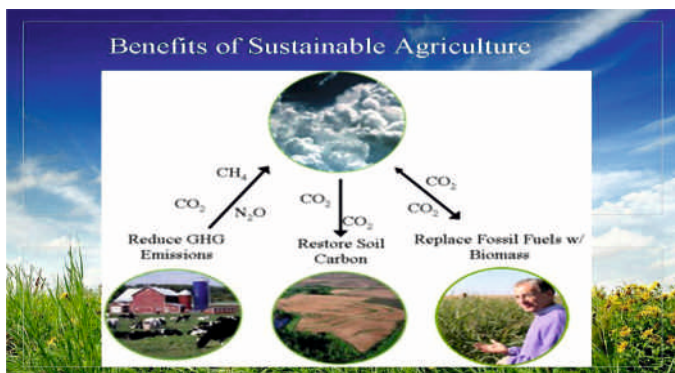 Benefits of Sustainable Agriculture
CH₄
CO₂
N₂O
CO₂
CO₂
CO₂
CO₂
Reduce GHG
Emissions
Restore Soil
Carbon
Replace Fossil Fuels w/
Biomass